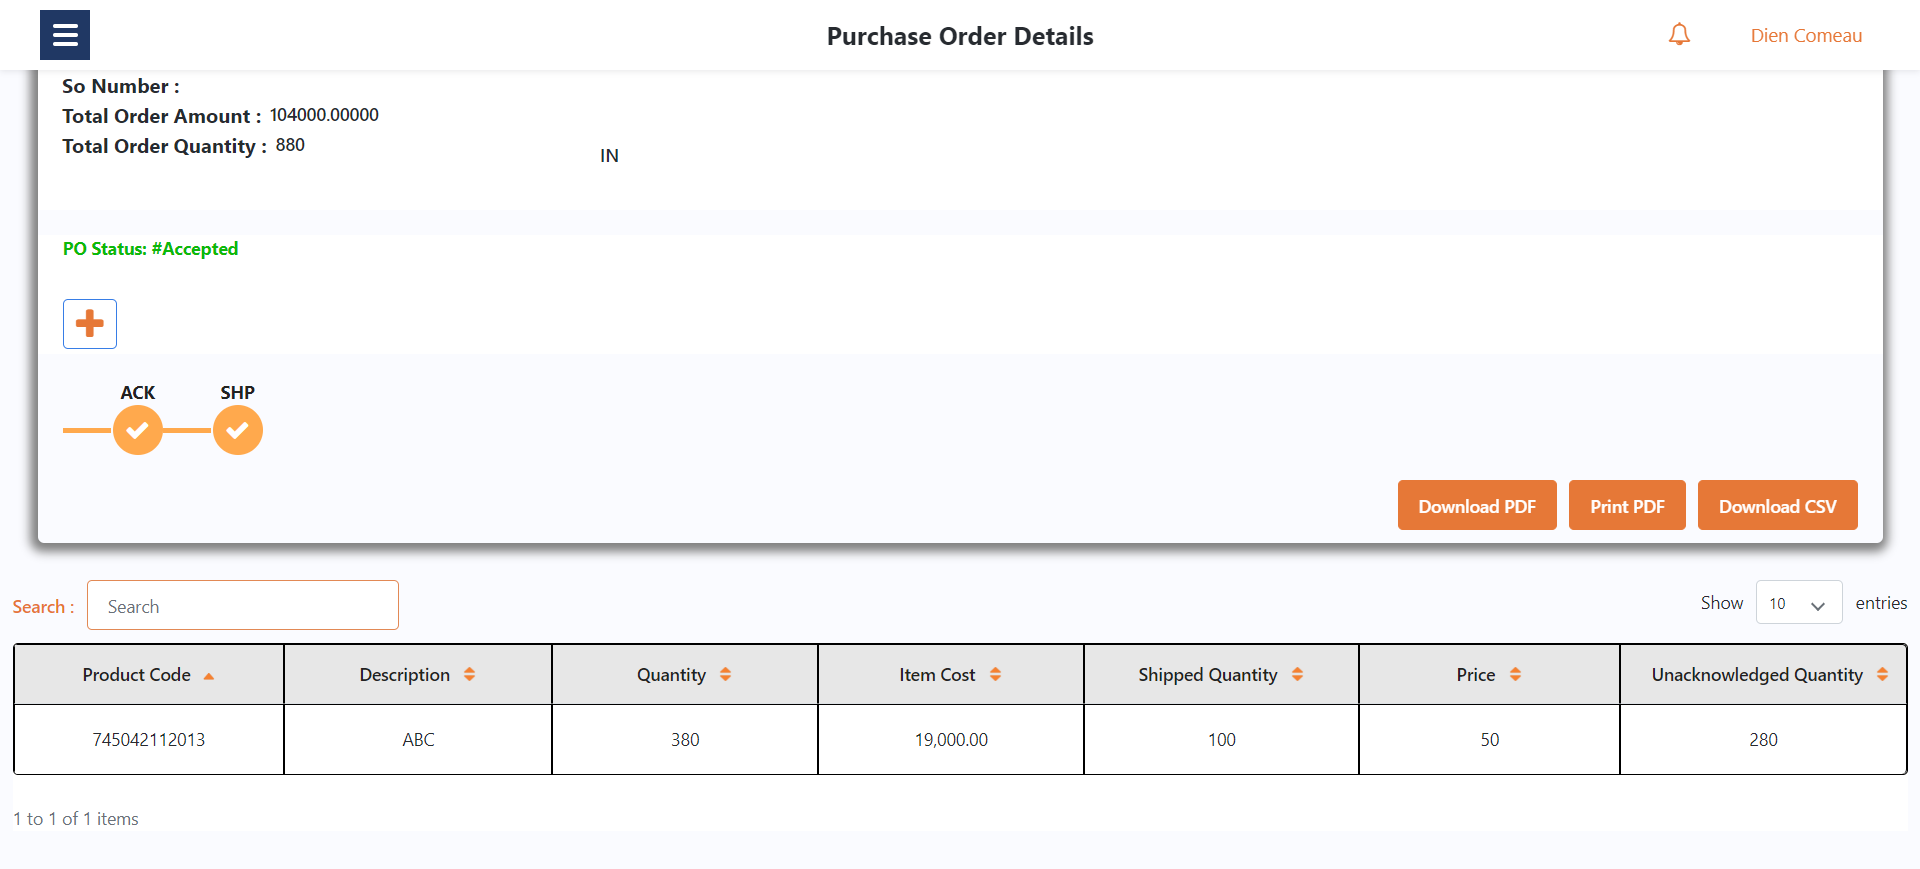 Purchase Order Details
Dien Comeau
So Number :
Total Order Amount : 104000.00000
Total Order Quantity : 880
IN
PO Status: #Accepted
ACK SHP
Download PDF Print PDF Download CSV
Search : Search
Show 10 entries
Product Code Description Quantity Item Cost Shipped Quantity Price Unacknowledged Quantity
745042112013 ABC 380 19,000.00 100 50 280
1 to 1 of 1 items